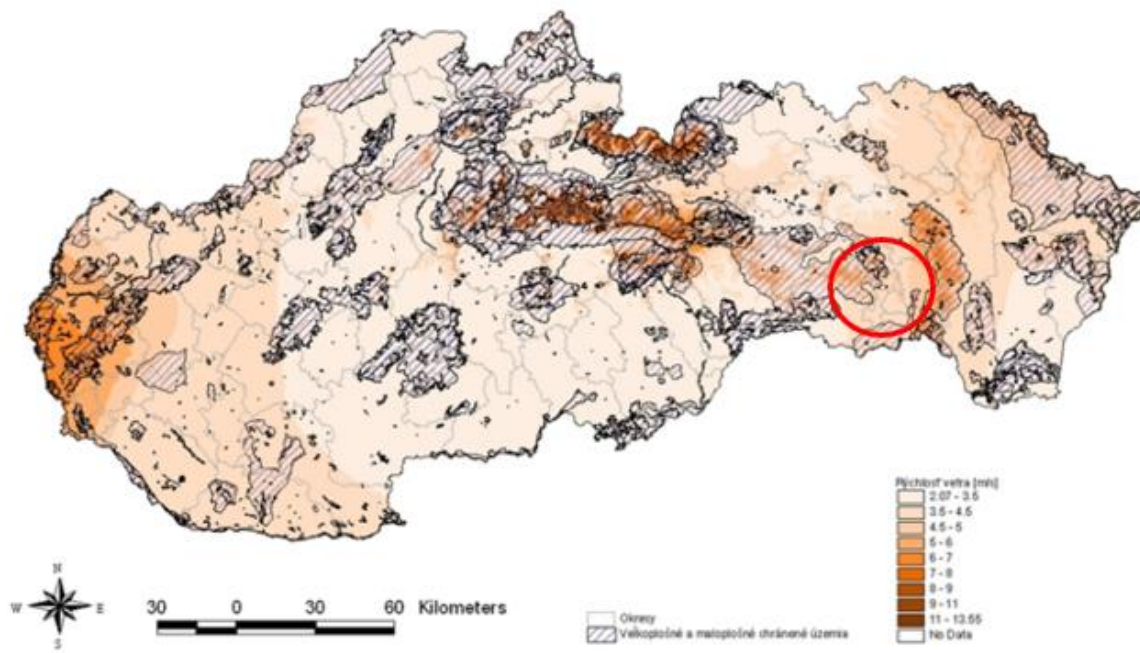 Rýchlosť vetra [m/s]
2.07 - 3.5
3.5 - 4.5
4.5 - 5
5 - 6
6 - 7
7 - 8
8 - 9
9 - 11
11 - 13.55
No Data
N
W E
S
30 0 30 60 Kilometers
Okresy
Veľkoplošné a maloplošné chránené územia